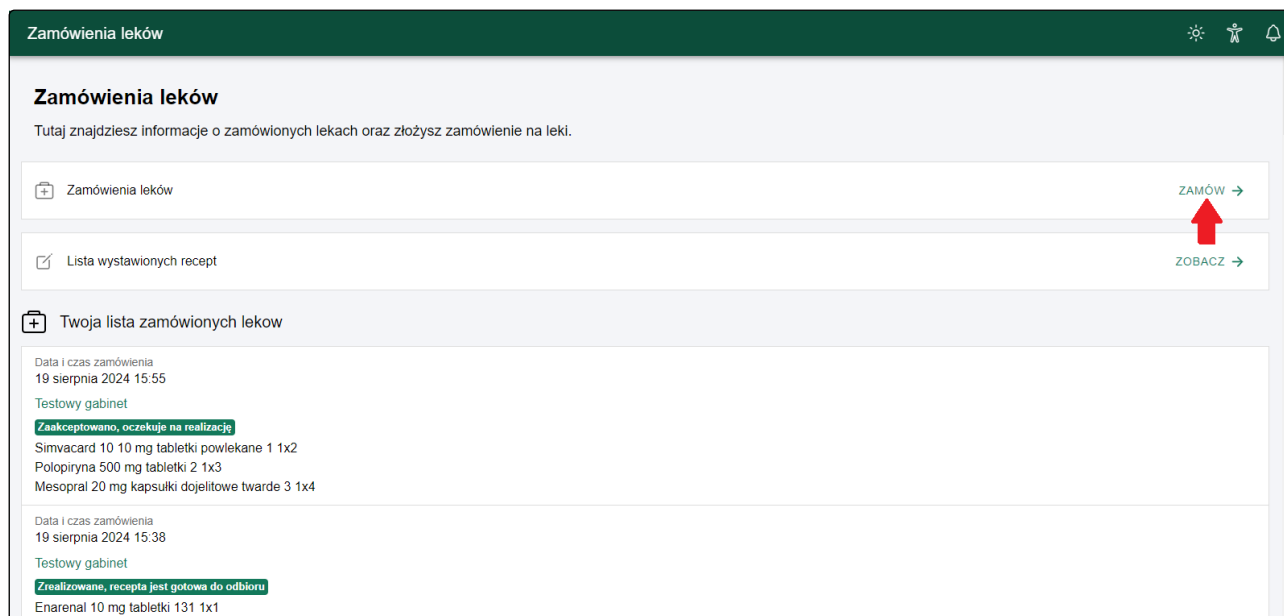 Zamówienia leków
Zamówienia leków
Tutaj znajdziesz informacje o zamówionych lekach oraz złożysz zamówienie na leki.
Zamówienia leków
ZAMÓW →
Lista wystawionych recept
ZOBACZ →
Twoja lista zamówionych lekow
Data i czas zamówienia
19 sierpnia 2024 15:55
Testowy gabinet
Zaakceptowano, oczekuje na realizację
Simvacard 10 10 mg tabletki powlekane 1 1x2
Polopiryna 500 mg tabletki 2 1x3
Mesopral 20 mg kapsułki dojelitowe twarde 3 1x4
Data i czas zamówienia
19 sierpnia 2024 15:38
Testowy gabinet
Zrealizowane, recepta jest gotowa do odbioru
Enarenal 10 mg tabletki 131 1x1